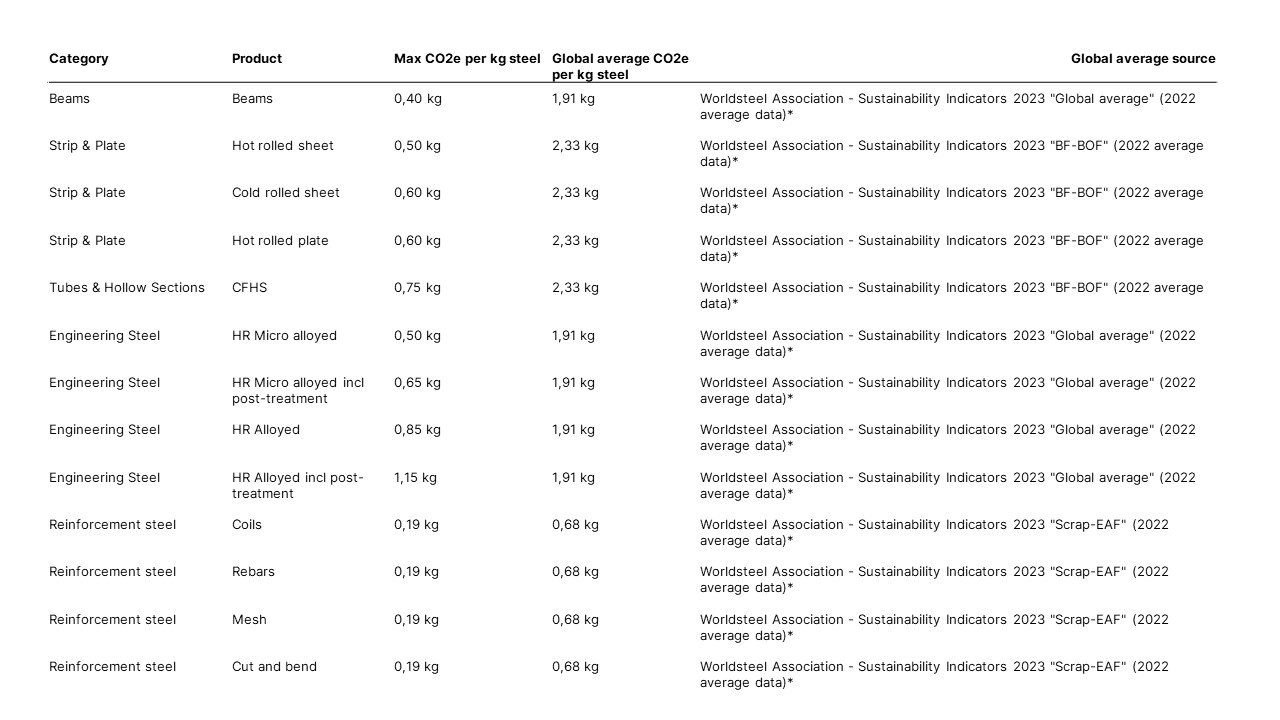 Category Product Max CO2e per kg steel Global average CO2e per kg steel Global average source
Beams Beams 0,40 kg 1,91 kg Worldsteel Association - Sustainability Indicators 2023 "Global average" (2022
average data)*
Strip & Plate Hot rolled sheet 0,50 kg 2,33 kg Worldsteel Association - Sustainability Indicators 2023 "BF-BOF" (2022 average
data)*
Strip & Plate Cold rolled sheet 0,60 kg 2,33 kg Worldsteel Association - Sustainability Indicators 2023 "BF-BOF" (2022 average
data)*
Strip & Plate Hot rolled plate 0,60 kg 2,33 kg Worldsteel Association - Sustainability Indicators 2023 "BF-BOF" (2022 average
data)*
Tubes & Hollow Sections CFHS 0,75 kg 2,33 kg Worldsteel Association - Sustainability Indicators 2023 "BF-BOF" (2022 average
data)*
Engineering Steel HR Micro alloyed 0,50 kg 1,91 kg Worldsteel Association - Sustainability Indicators 2023 "Global average" (2022
average data)*
Engineering Steel HR Micro alloyed incl post-treatment 0,65 kg 1,91 kg Worldsteel Association - Sustainability Indicators 2023 "Global average" (2022
average data)*
Engineering Steel HR Alloyed 0,85 kg 1,91 kg Worldsteel Association - Sustainability Indicators 2023 "Global average" (2022
average data)*
Engineering Steel HR Alloyed incl post-treatment 1,15 kg 1,91 kg Worldsteel Association - Sustainability Indicators 2023 "Global average" (2022
average data)*
Reinforcement steel Coils 0,19 kg 0,68 kg Worldsteel Association - Sustainability Indicators 2023 "Scrap-EAF" (2022
average data)*
Reinforcement steel Rebars 0,19 kg 0,68 kg Worldsteel Association - Sustainability Indicators 2023 "Scrap-EAF" (2022
average data)*
Reinforcement steel Mesh 0,19 kg 0,68 kg Worldsteel Association - Sustainability Indicators 2023 "Scrap-EAF" (2022
average data)*
Reinforcement steel Cut and bend 0,19 kg 0,68 kg Worldsteel Association - Sustainability Indicators 2023 "Scrap-EAF" (2022
average data)*